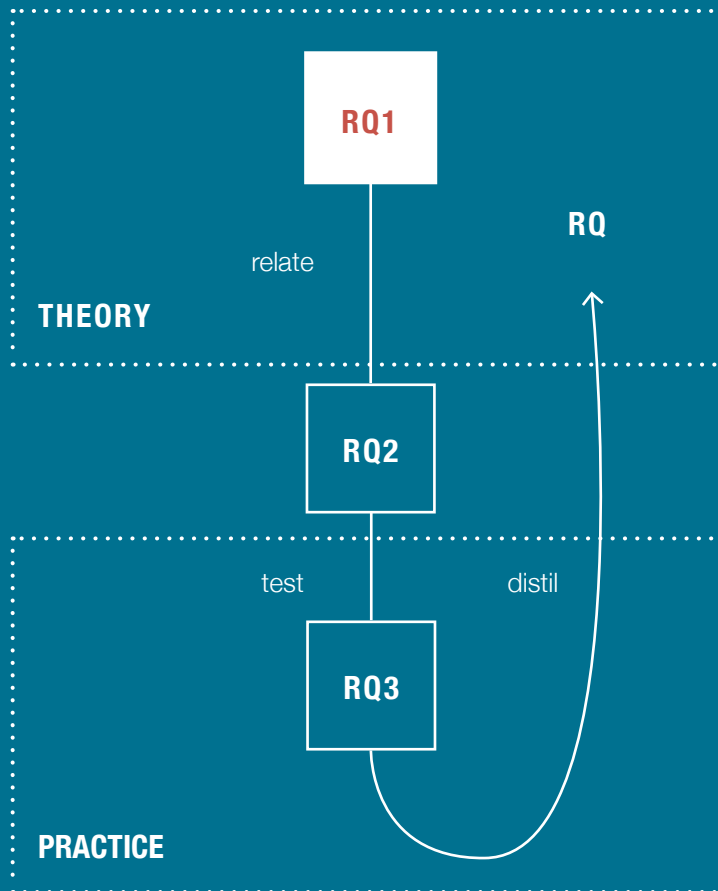 RQ1
RQ
relate
THEORY
RQ2
test
distil
RQ3
PRACTICE